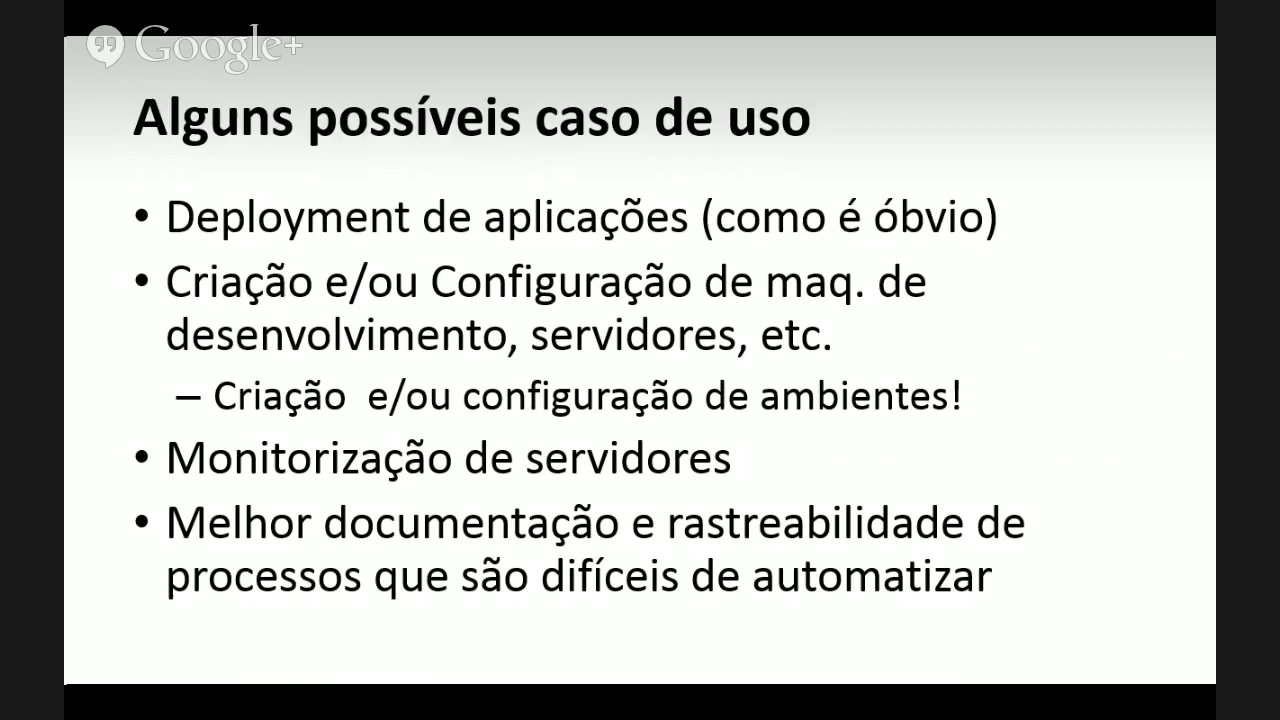 Google+
Alguns possíveis caso de uso
• Deployment de aplicações (como é óbvio)
• Criação e/ou Configuração de maq. de
desenvolvimento, servidores, etc.
– Criação e/ou configuração de ambientes!
• Monitorização de servidores
• Melhor documentação e rastreabilidade de
processos que são difíceis de automatizar